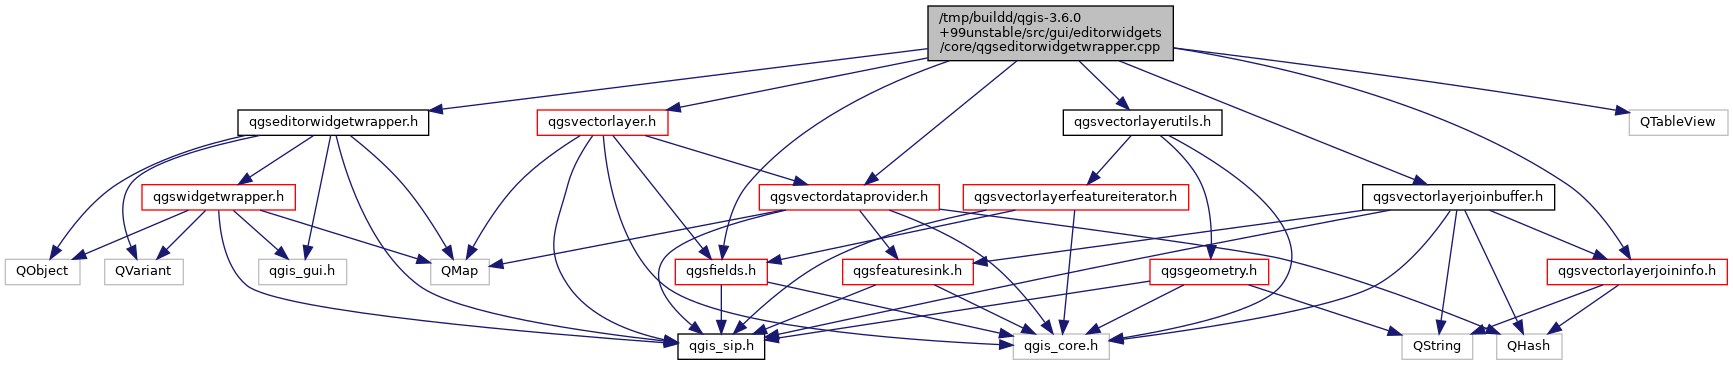 /tmp/buildd/qgis-3.6.0
+99unstable/src/gui/editorwidgets
/core/qgseditorwidgetwrapper.cpp
qgseditorwidgetwrapper.h
qgsvectorlayer.h
qgsvectorlayerutils.h
QTableView
qgswidgetwrapper.h
qgsvectordataprovider.h
qgsvectorlayerfeatureiterator.h
qgsvectorlayerjoinbuffer.h
QObject
QVariant
qgis_gui.h
QMap
qgsfields.h
qgsfeaturesink.h
qgsgeometry.h
qgsvectorlayerjoininfo.h
qgis_sip.h
qgis_core.h
QString
QHash